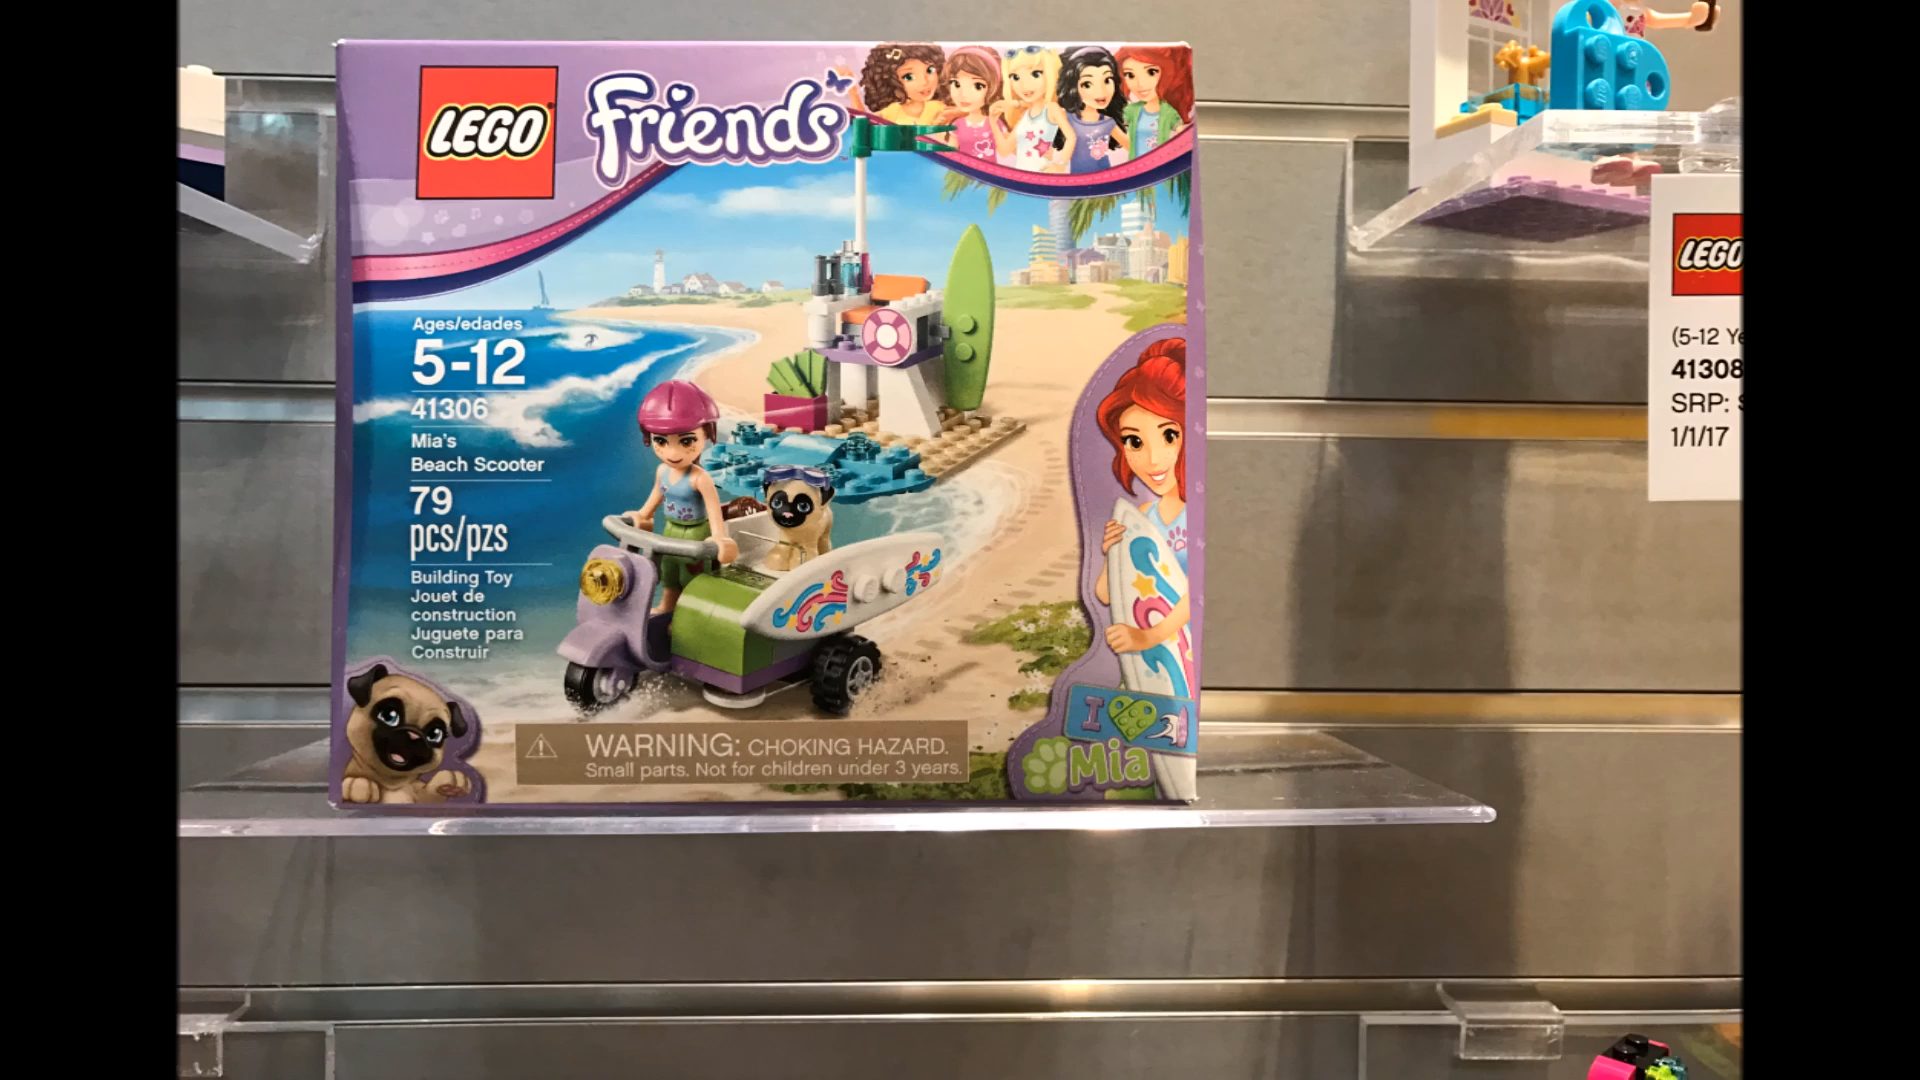 LEGO
Friends
Ages/edades
5-12
41306
Mia's
Beach Scooter
79
pcs/pzs
Building Toy
Jouet de
construction
Juguete para
Construir
WARNING: CHOKING HAZARD.
Small parts. Not for children under 3 years.
I
Mia
LEGO
(5-12
41308
SRP:
1/1/17